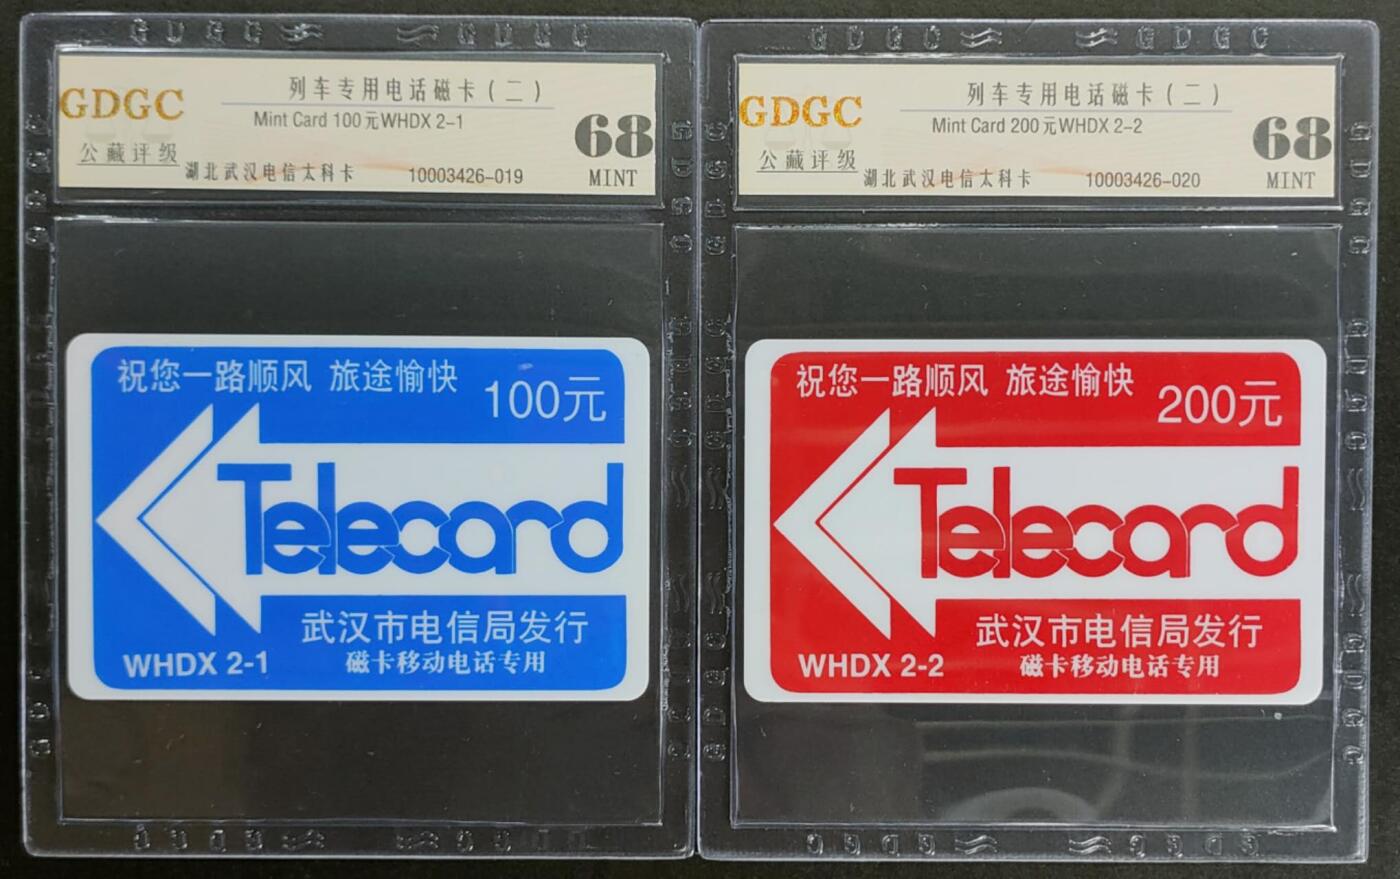 GDGC
公藏评级
列车专用电话磁卡(二)
Mint Card 100元WHDX 2-1
湖北武汉电信太科卡
10003426-019
68
MINT
祝您一路顺风 旅途愉快
100元
Telecard
武汉市电信局发行
WHDX 2-1
磁卡移动电话专用
GDGC
公藏评级
列车专用电话磁卡(二)
Mint Card 200元WHDX 2-2
湖北武汉电信太科卡
10003426-020
68
MINT
祝您一路顺风 旅途愉快
200元
Telecard
武汉市电信局发行
WHDX 2-2
磁卡移动电话专用